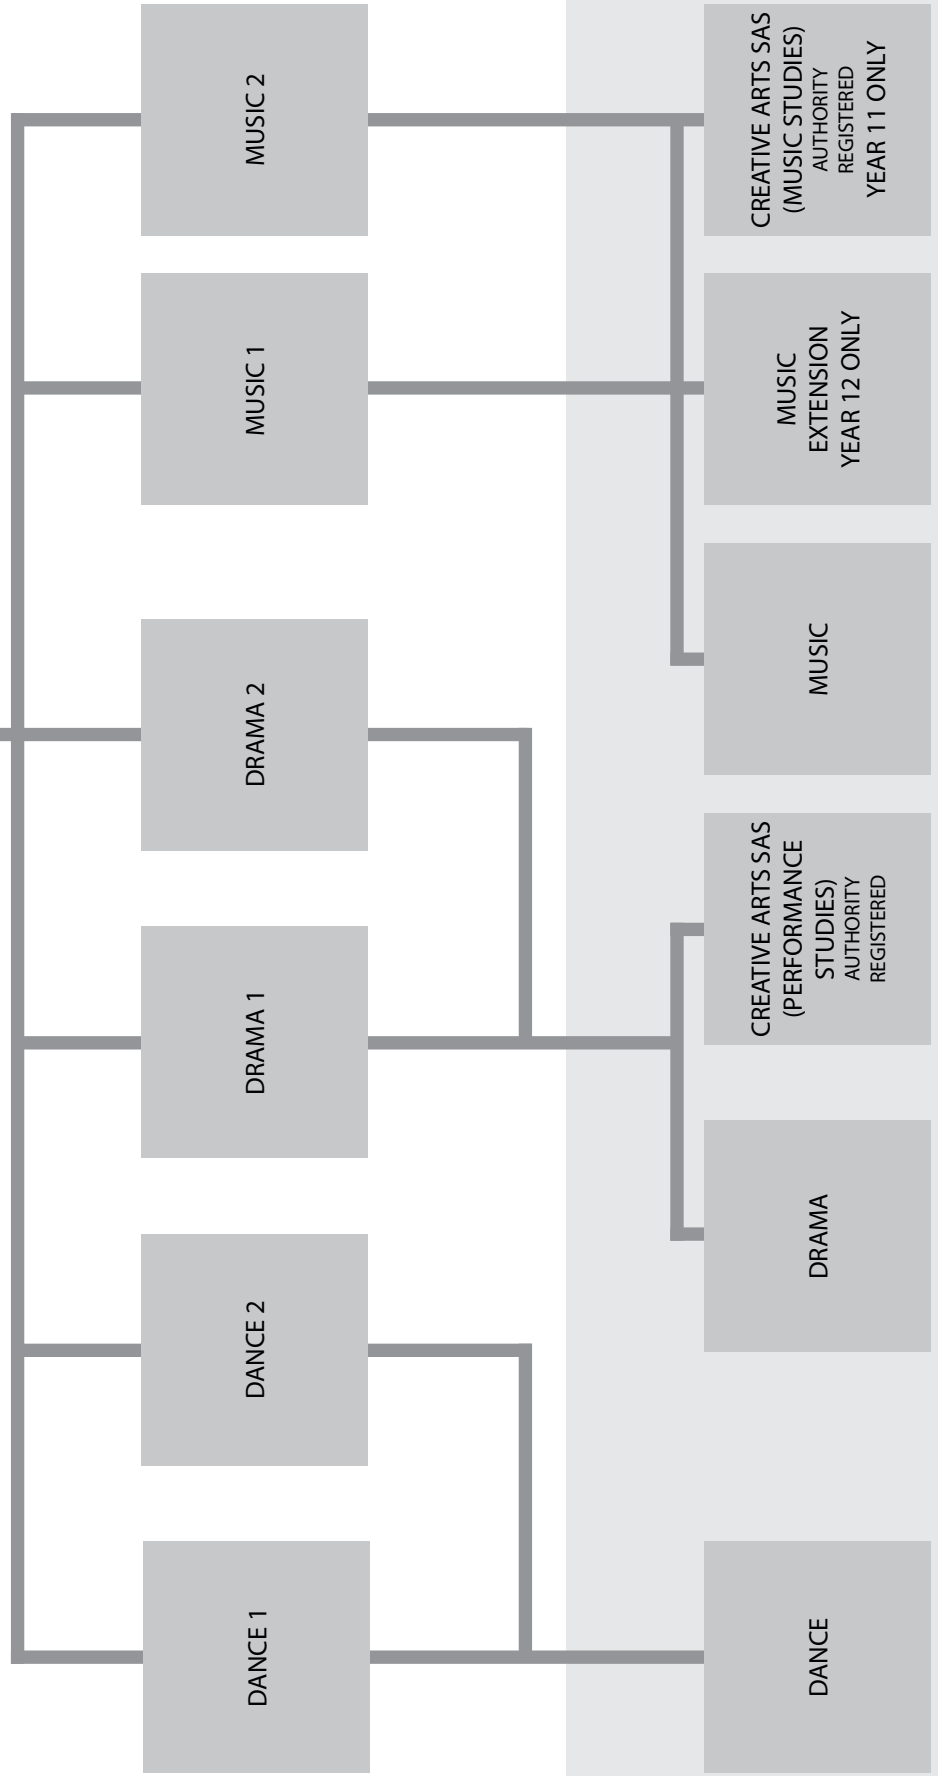 DANCE 1
DANCE 2
DRAMA 1
DRAMA 2
MUSIC 1
MUSIC 2
DANCE
DRAMA
CREATIVE ARTS SAS
(PERFORMANCE
STUDIES)
AUTHORITY
REGISTERED
MUSIC
MUSIC
EXTENSION
YEAR 12 ONLY
CREATIVE ARTS SAS
(MUSIC STUDIES)
AUTHORITY
REGISTERED
YEAR 11 ONLY